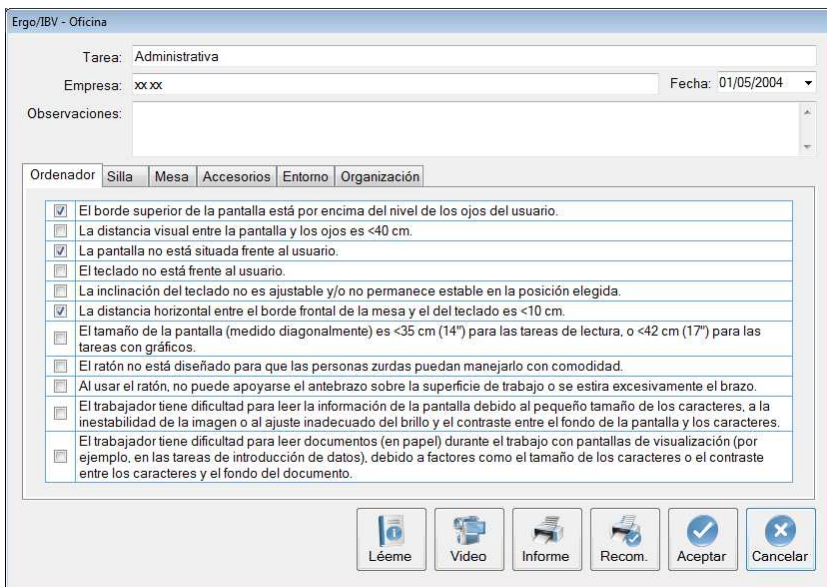 Ergo/IBV - Oficina
Tarea: Administrativa
Empresa: xx xx Fecha: 01/05/2004
Observaciones:
Ordenador Silla Mesa Accesorios Entorno Organización
El borde superior de la pantalla está por encima del nivel de los ojos del usuario.
La distancia visual entre la pantalla y los ojos es <40 cm.
La pantalla no está situada frente al usuario.
El teclado no está frente al usuario.
La inclinación del teclado no es ajustable y/o no permanece estable en la posición elegida.
La distancia horizontal entre el borde frontal de la mesa y el del teclado es <10 cm.
El tamaño de la pantalla (medido diagonalmente) es <35 cm (14") para las tareas de lectura, o <42 cm (17") para las
tareas con gráficos.
El ratón no está diseñado para que las personas zurdas puedan manejarlo con comodidad.
Al usar el ratón, no puede apoyarse el antebrazo sobre la superficie de trabajo o se estira excesivamente el brazo.
El trabajador tiene dificultad para leer la información de la pantalla debido al pequeño tamaño de los caracteres, a la
inestabilidad de la imagen o al ajuste inadecuado del brillo y el contraste entre el fondo de la pantalla y los caracteres.
El trabajador tiene dificultad para leer documentos (en papel) durante el trabajo con pantallas de visualización (por
ejemplo, en las tareas de introducción de datos), debido a factores como el tamaño de los caracteres o el contraste
entre los caracteres y el fondo del documento.
Léeme Video Informe Recom. Aceptar Cancelar